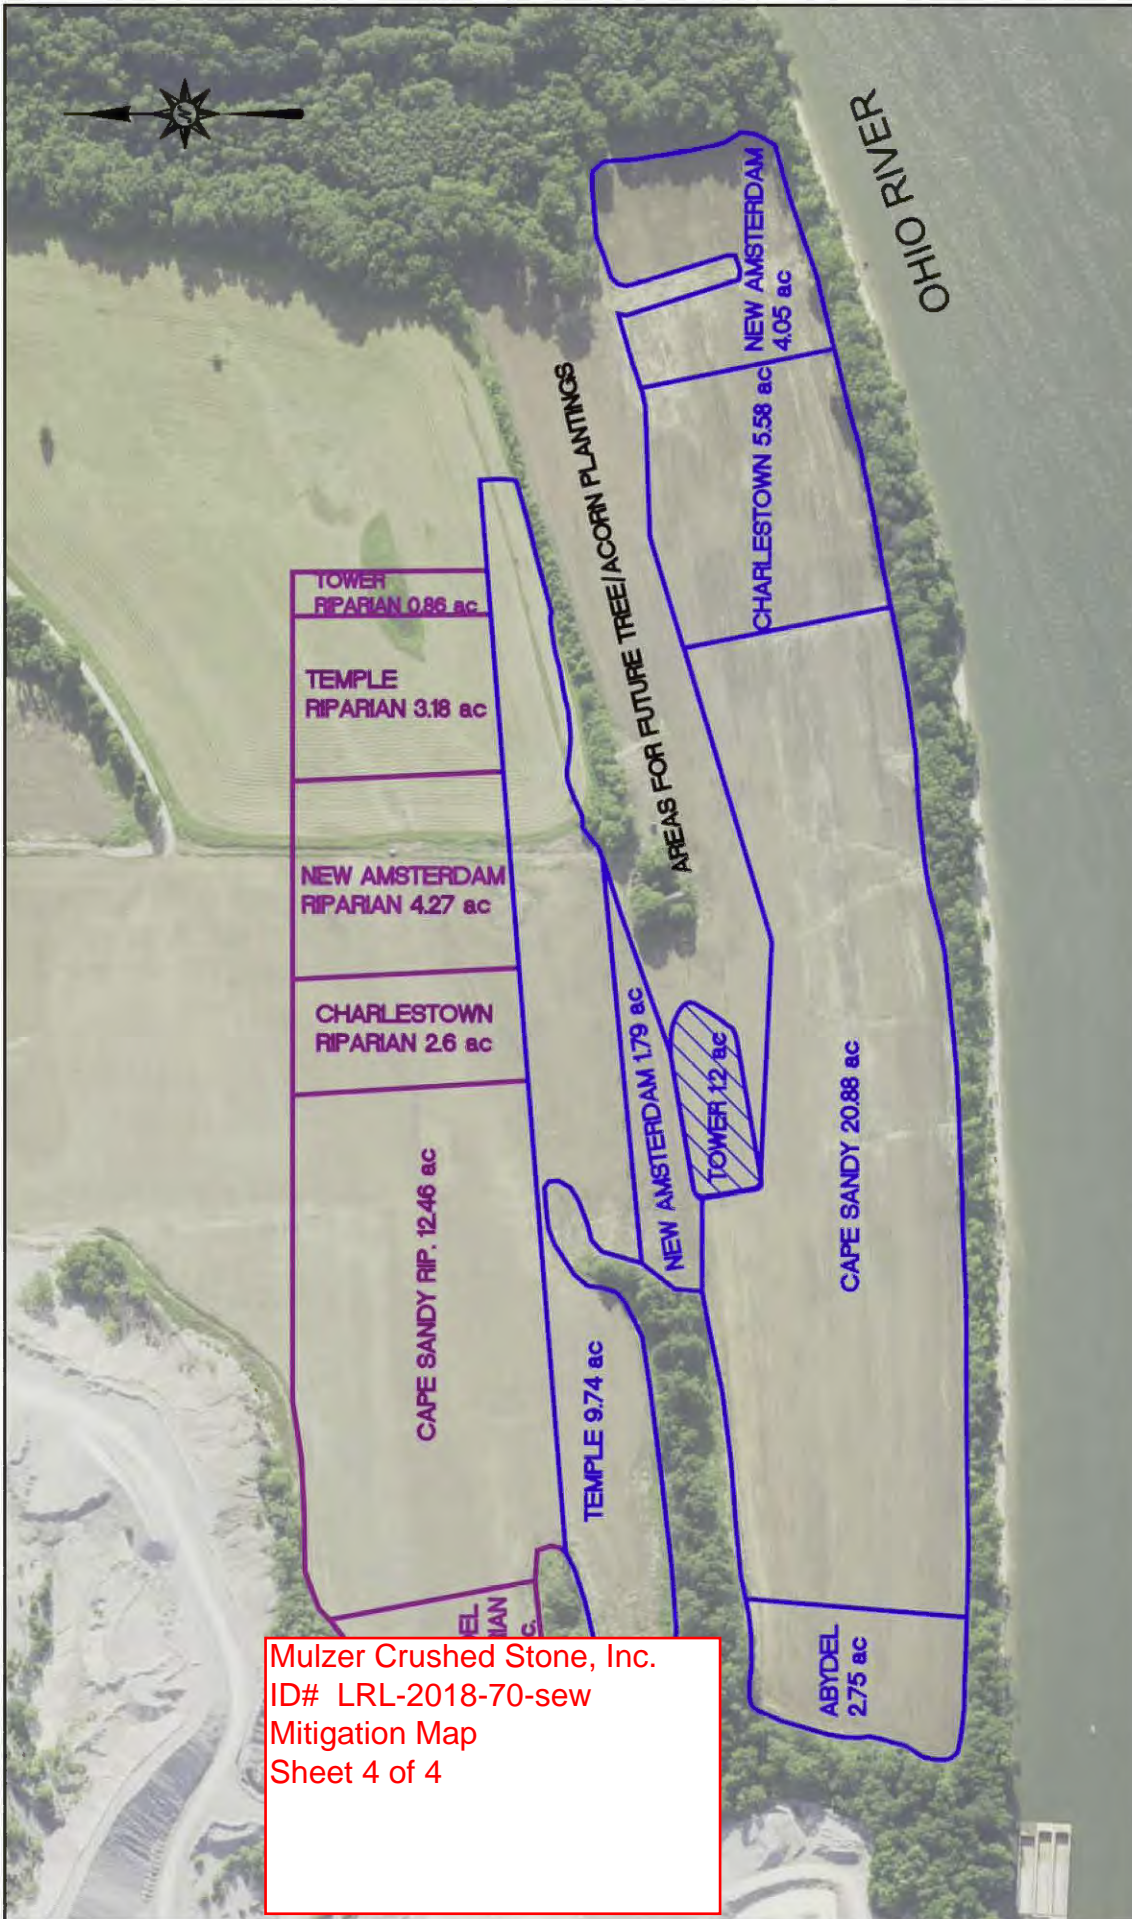 N
OHIO RIVER
NEW AMSTERDAM
4.05 ac
CHARLESTOWN 5.58 ac
AREAS FOR FUTURE TREE/ACORN PLANTINGS
TOWER
RIPARIAN 0.86 ac
TEMPLE
RIPARIAN 3.18 ac
NEW AMSTERDAM
RIPARIAN 4.27 ac
CHARLESTOWN
RIPARIAN 2.6 ac
NEW AMSTERDAM 1.79 ac
TOWER 1.2 ac
CAPE SANDY 20.88 ac
CAPE SANDY RIP. 12.46 ac
TEMPLE 9.74 ac
ABYDEL
2.75 ac
Mulzer Crushed Stone, Inc.
ID# LRL-2018-70-sew
Mitigation Map
Sheet 4 of 4